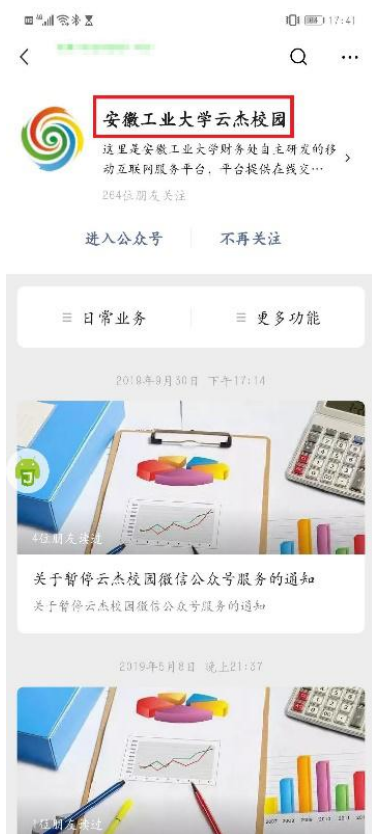 17:41
安徽工业大学云杰校园
这里是安徽工业大学财务处自主研发的移
动互联网服务平台，平台提供在线交…
264位朋友关注
进入公众号
不再关注
日常业务
更多功能
2019年9月30日 下午17:14
4位朋友读过
关于暂停云杰校园微信公众号服务的通知
关于暂停云杰校园微信公众号服务的通知
2019年5月8日 晚上21:37
位朋友读过